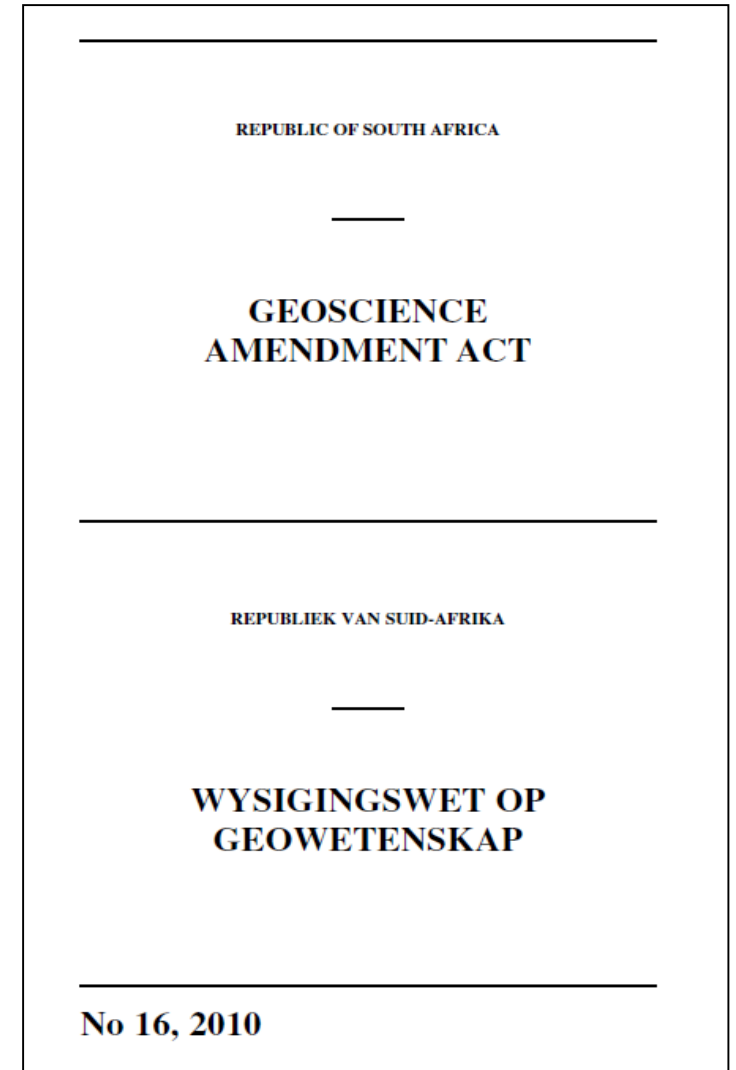 REPUBLIC OF SOUTH AFRICA
GEOSCIENCE
AMENDMENT ACT
REPUBLIEK VAN SUID-AFRIKA
WYSIGINGSWET OP
GEOWETENSKAP
No 16, 2010